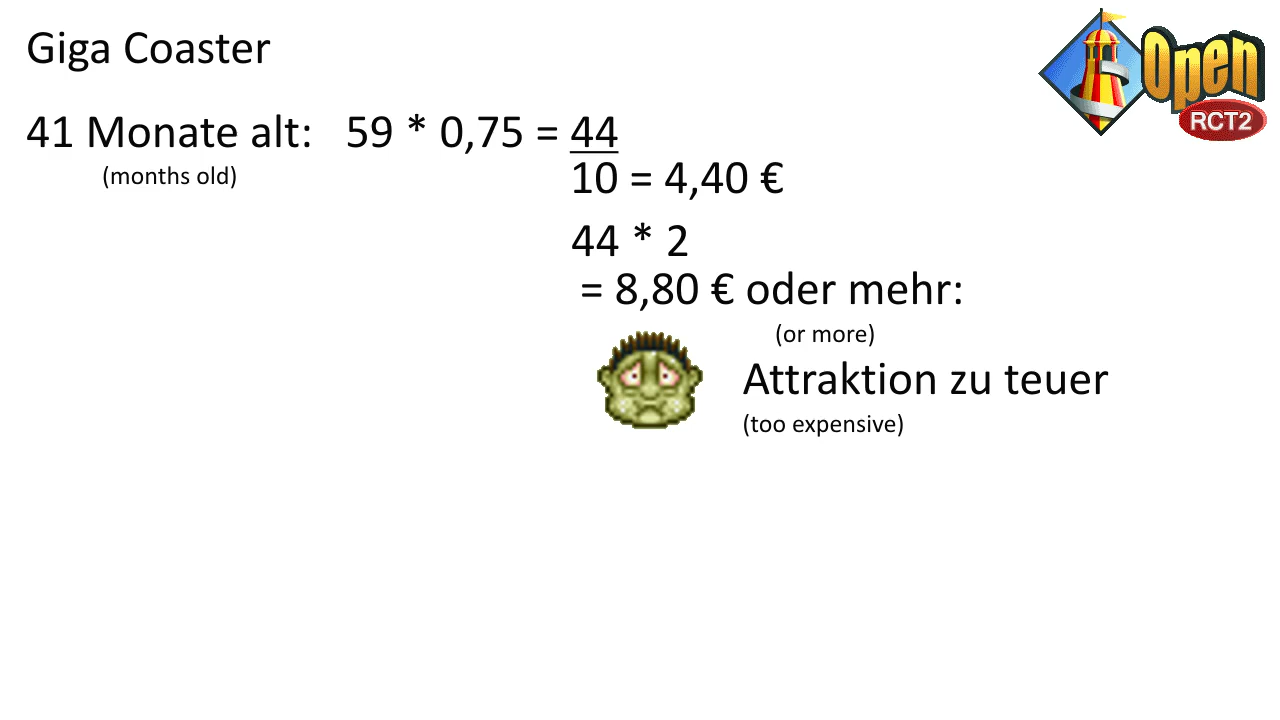 Giga Coaster
Open
RCT2
41 Monate alt: 59 * 0,75 = 44
(months old)
10 = 4,40 €
44 * 2
= 8,80 € oder mehr:
(or more)
Attraktion zu teuer
(too expensive)